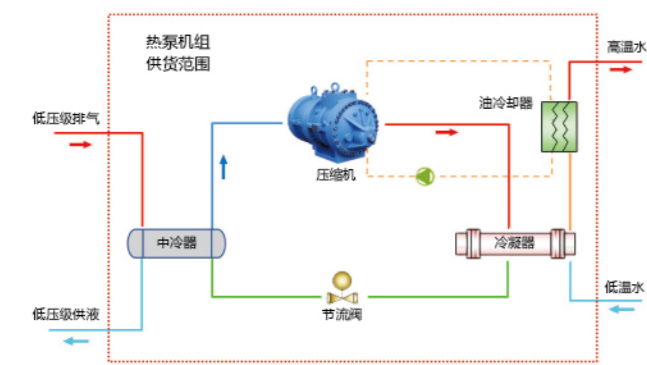 热泵机组
供货范围
高温水
油冷却器
低压级排气
压缩机
中冷器
冷凝器
低温水
低压级供液
节流阀